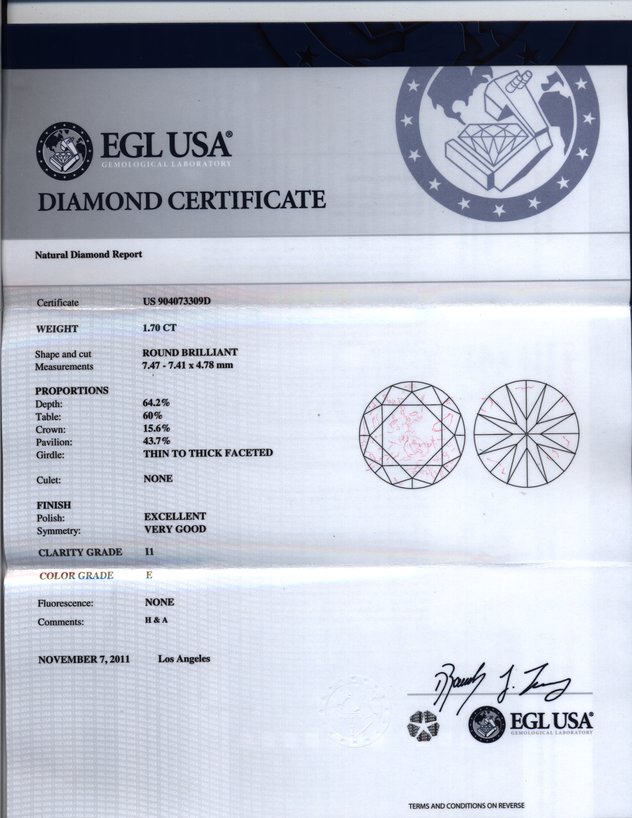 EGL USA®
GEMOLOGICAL LABORATORY
DIAMOND CERTIFICATE
Natural Diamond Report
Certificate US 904073309D
WEIGHT 1.70 CT
Shape and cut ROUND BRILLIANT
Measurements 7.47 - 7.41 x 4.78 mm
PROPORTIONS
Depth: 64.2%
Table: 60%
Crown: 15.6%
Pavilion: 43.7%
Girdle: THIN TO THICK FACETED
Culet: NONE
FINISH
Polish: EXCELLENT
Symmetry: VERY GOOD
CLARITY GRADE I1
COLOR GRADE E
Fluorescence: NONE
Comments: H & A
NOVEMBER 7, 2011 Los Angeles
EGL USA®
GEMOLOGICAL LABORATORY
TERMS AND CONDITIONS ON REVERSE